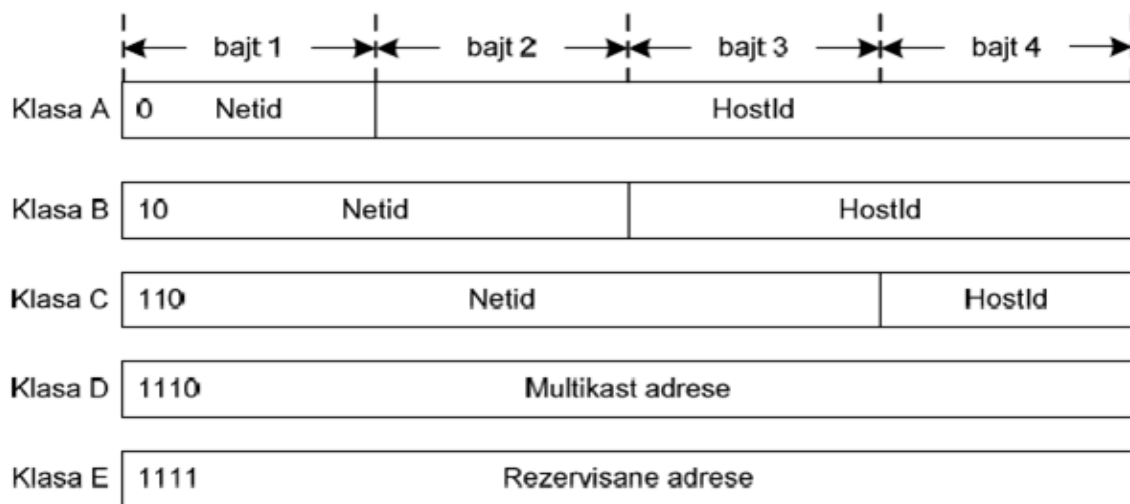 bajt 1 bajt 2 bajt 3 bajt 4
Klasa A 0 Netid HostId
Klasa B 10 Netid HostId
Klasa C 110 Netid HostId
Klasa D 1110 Multikast adrese
Klasa E 1111 Rezervisane adrese